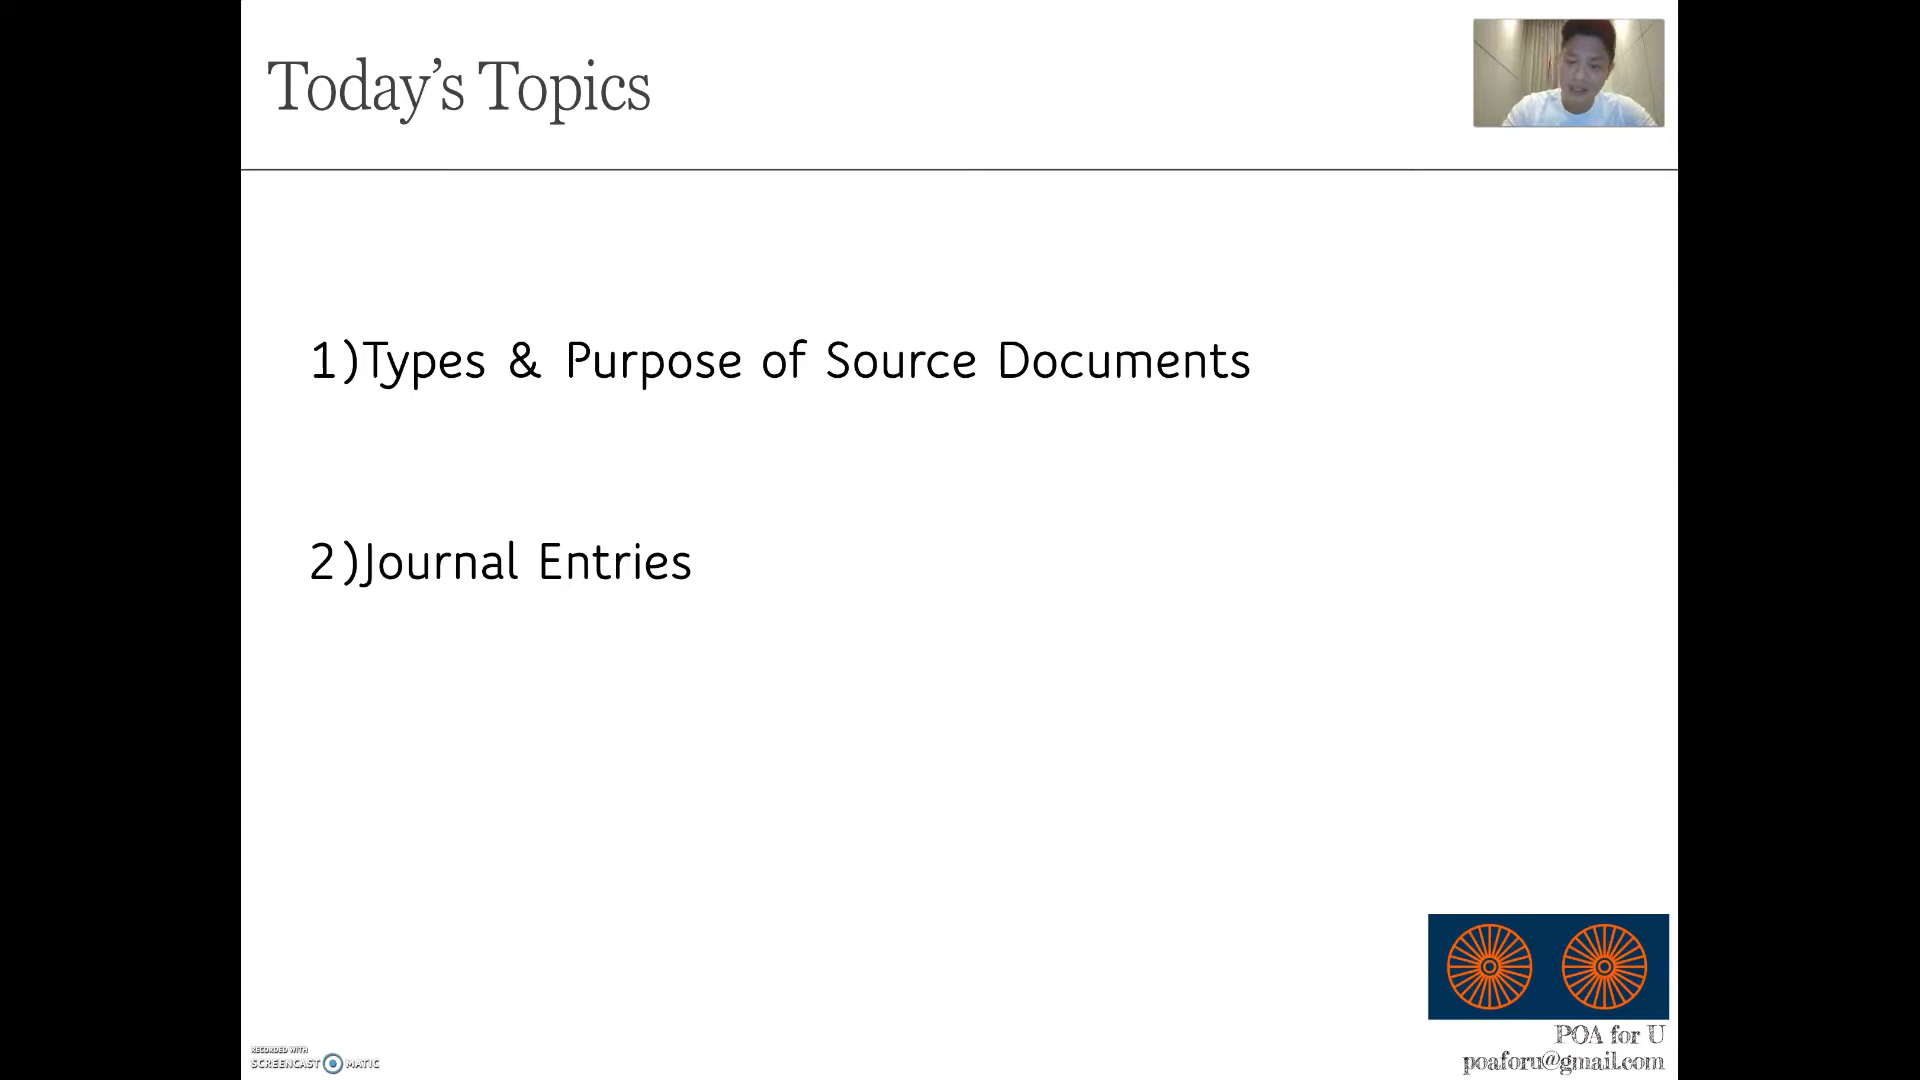 Today’s Topics
1)Types & Purpose of Source Documents
2)Journal Entries
POA for U
poaforu@gmail.com
RECORDED WITH
SCREENCAST MATIC